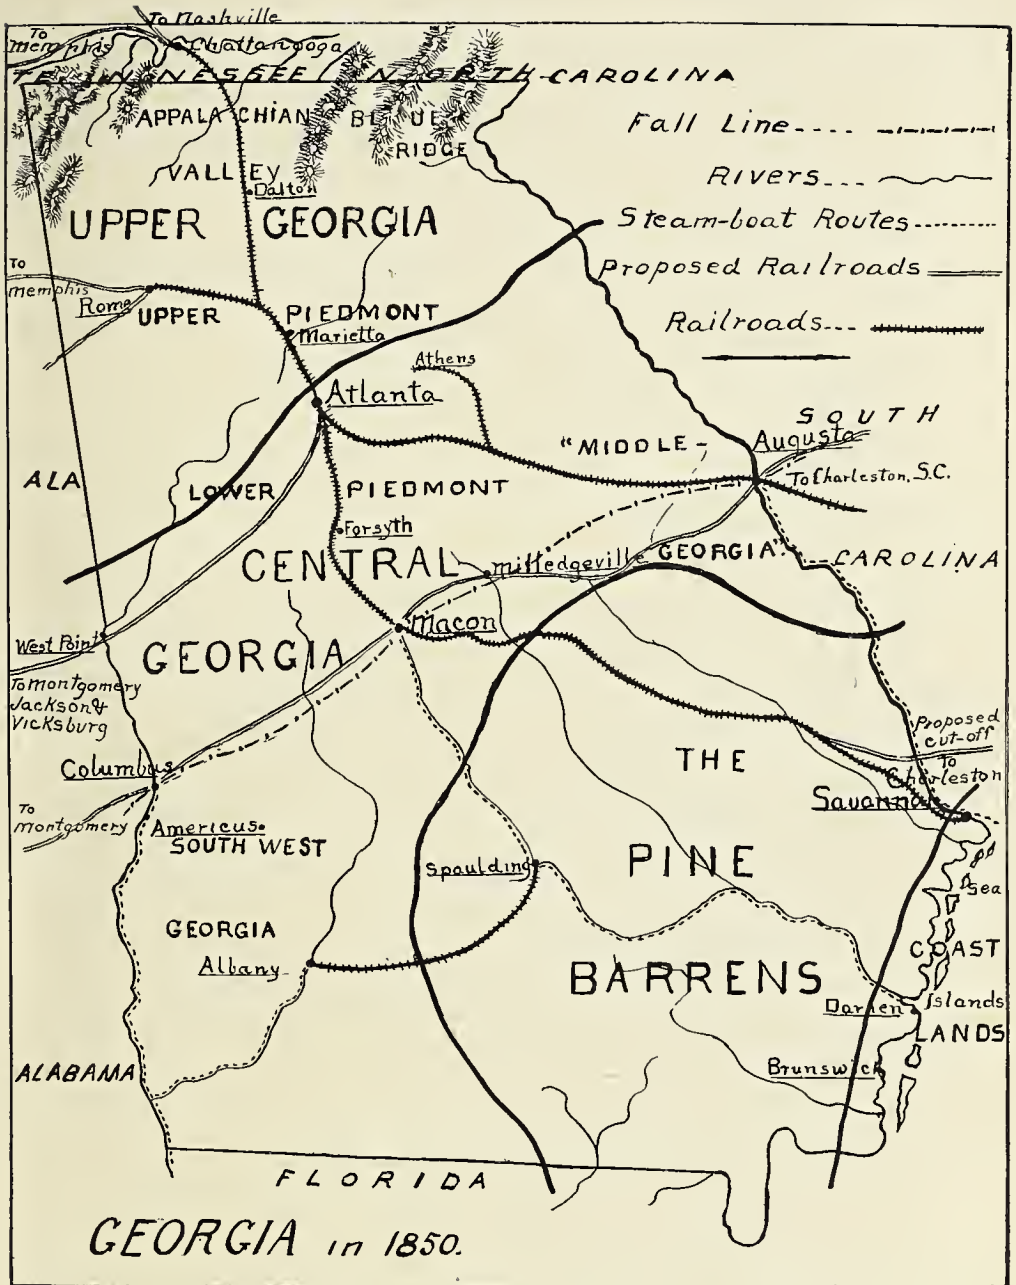 To Nashville
To
Memphis
Chattanooga
TENNESSEE NORTH CAROLINA
APPALACHIAN BLUE
RIDGE
VALLEY
Dalton
UPPER GEORGIA
Fall Line
Rivers
Steam-boat Routes
Proposed Railroads
Railroads
To
Memphis
Rome
UPPER PIEDMONT
Marietta
Athens
Atlanta
SOUTH
"MIDDLE-
Augusta
To Charleston, S.C.
ALA
LOWER PIEDMONT
Forsyth
CENTRAL
Milledgeville
GEORGIA"
CAROLINA
Macon
West Point
GEORGIA
To Montgomery
Jackson &
Vicksburg
Proposed
cut-off
To
Charleston
THE
Columbus
Savannah
To
Montgomery
Americus
SOUTH WEST
PINE
Spaulding
Sea
GEORGIA
COAST
Albany
BARRENS
Islands
Darien
LANDS
ALABAMA
Brunswick
FLORIDA
GEORGIA in 1850.